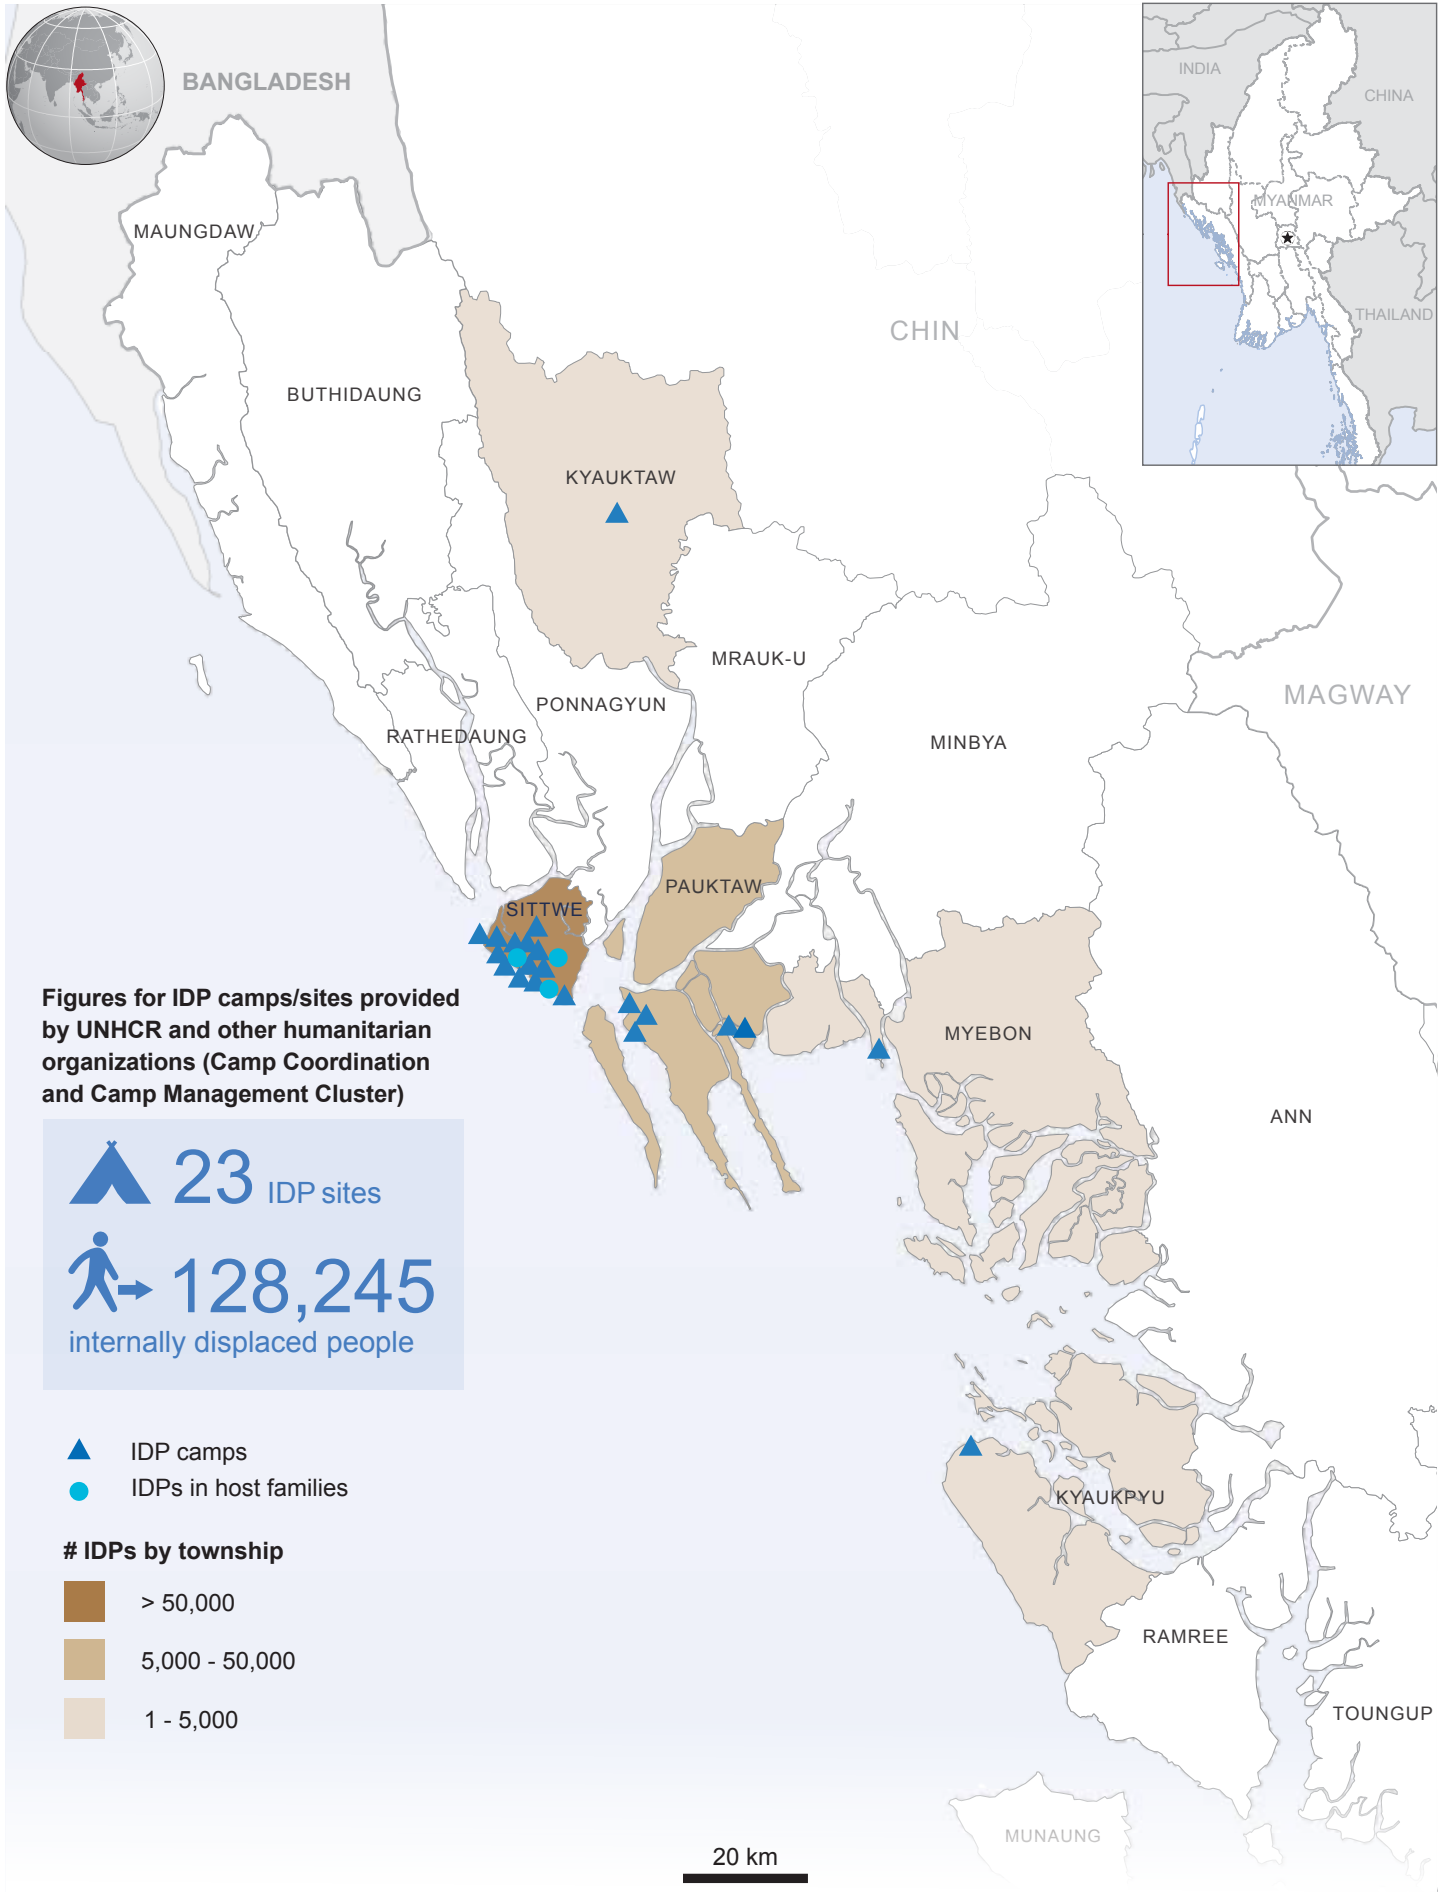 BANGLADESH
INDIA
CHINA
MYANMAR
THAILAND
MAUNGDAW
CHIN
BUTHIDAUNG
KYAUKTAW
MRAUK-U
MAGWAY
PONNAGYUN
RATHEDAUNG
MINBYA
PAUKTAW
SITTWE
Figures for IDP camps/sites provided
by UNHCR and other humanitarian
organizations (Camp Coordination
and Camp Management Cluster)
MYEBON
ANN
23 IDP sites
128,245
internally displaced people
IDP camps
IDPs in host families
KYAUKPYU
# IDPs by township
> 50,000
5,000 - 50,000
1 - 5,000
RAMREE
TOUNGUP
MUNAUNG
20 km